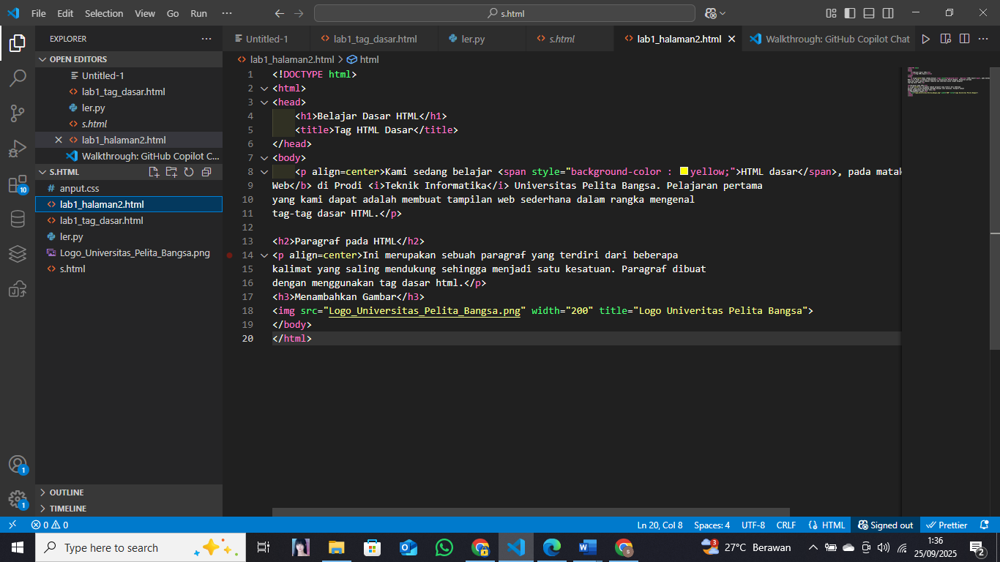 File Edit Selection View Go Run ···
s.html
EXPLORER
OPEN EDITORS
Untitled-1
lab1_tag_dasar.html
ler.py
s.html
lab1_halaman2.html
Walkthrough: GitHub Copilot C...
S.HTML
anput.css
lab1_halaman2.html
lab1_tag_dasar.html
ler.py
Logo_Universitas_Pelita_Bangsa.png
s.html
OUTLINE
TIMELINE
10
1
1
Untitled-1 lab1_tag_dasar.html ler.py s.html lab1_halaman2.html Walkthrough: GitHub Copilot Chat
lab1_halaman2.html > html
1 <!DOCTYPE html>
2 <html>
3 <head>
4 <h1>Belajar Dasar HTML</h1>
5 <title>Tag HTML Dasar</title>
6 </head>
7 <body>
8 <p align=center>Kami sedang belajar <span style="background-color : yellow;">HTML dasar</span>, pada matak
9 Web</b> di Prodi <i>Teknik Informatika</i> Universitas Pelita Bangsa. Pelajaran pertama
10 yang kami dapat adalah membuat tampilan web sederhana dalam rangka mengenal
11 tag-tag dasar HTML.</p>
12
13 <h2>Paragraf pada HTML</h2>
14 <p align=center>Ini merupakan sebuah paragraf yang terdiri dari beberapa
15 kalimat yang saling mendukung sehingga menjadi satu kesatuan. Paragraf dibuat
16 dengan menggunakan tag dasar html.</p>
17 <h3>Menambahkan Gambar</h3>
18 <img src="Logo_Universitas_Pelita_Bangsa.png" width="200" title="Logo Univeritas Pelita Bangsa">
19 </body>
20 </html>
0 0 Ln 20, Col 8 Spaces: 4 UTF-8 CRLF {} HTML Signed out Prettier
Type here to search
3 27°C Berawan
1:36
25/09/2025
2